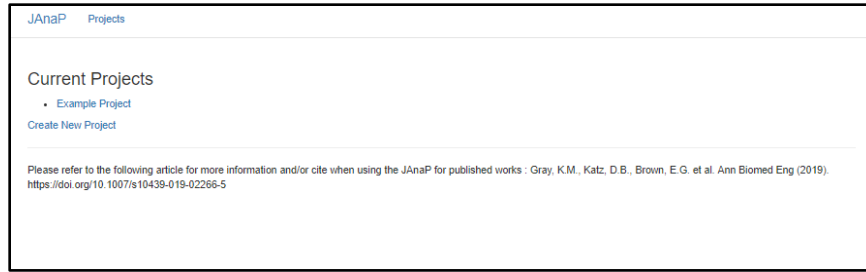 JAnaP Projects
Current Projects
Example Project
Create New Project
Please refer to the following article for more information and/or cite when using the JAnaP for published works : Gray, K.M., Katz, D.B., Brown, E.G. et al. Ann Biomed Eng (2019).
https://doi.org/10.1007/s10439-019-02266-5